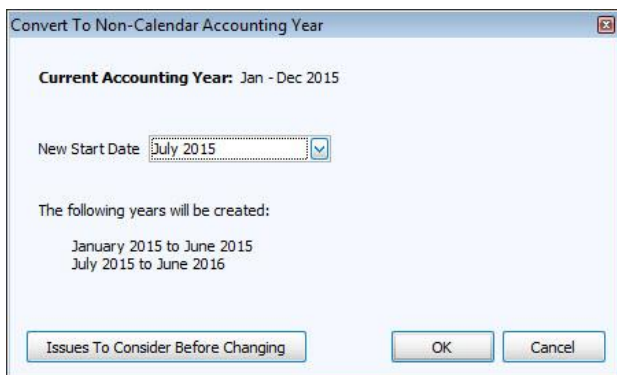 Convert To Non-Calendar Accounting Year
Current Accounting Year: Jan - Dec 2015
New Start Date July 2015
The following years will be created:
January 2015 to June 2015
July 2015 to June 2016
Issues To Consider Before Changing OK Cancel